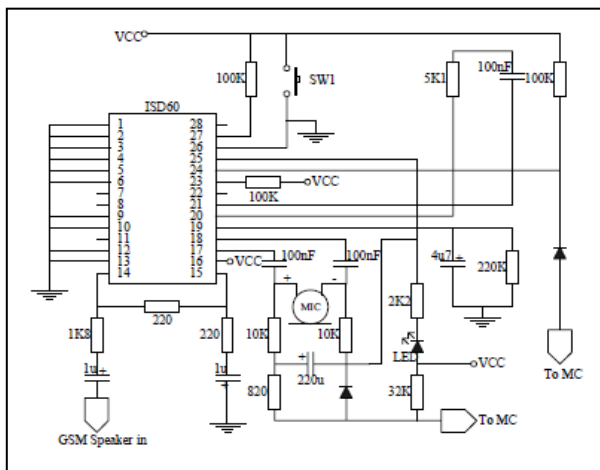 VCC
100K
SW1
5K1
100nF
100K
ISD60
1 28
2 27
3 26
4 25
5 24
6 23
7 22
8 21
9 20
10 19
11 18
12 17
13 16
14 15
100K
VCC
VCC
100nF
100nF
+
-
MIC
4u7
+
220K
220
1K8
220
10K
10K
2K2
+
220u
LED
VCC
1u
+
1u
+
820
32K
To MC
To MC
GSM Speaker in